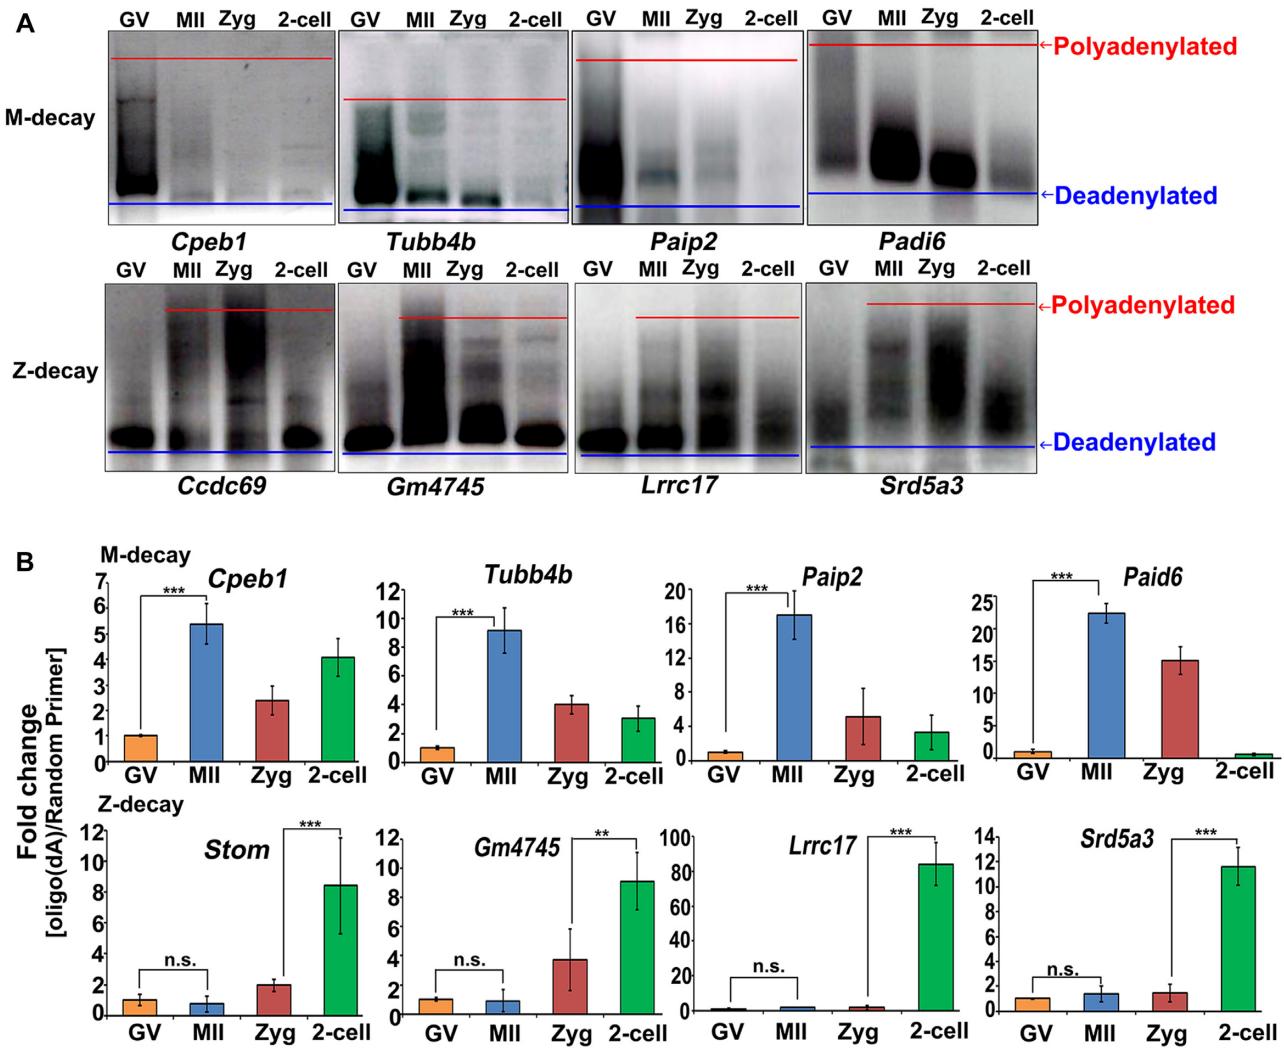 A
GV MII Zyg 2-cell GV MII Zyg 2-cell GV MII Zyg 2-cell GV MII Zyg 2-cell
←Polyadenylated
M-decay
←Deadenylated
Cpeb1 Tubb4b Paip2 Padi6
GV MII Zyg 2-cell GV MII Zyg 2-cell GV MII Zyg 2-cell GV MII Zyg 2-cell
←Polyadenylated
Z-decay
←Deadenylated
Ccdc69 Gm4745 Lrrc17 Srd5a3
B
Fold change
[oligo(dA)/Random Primer]
M-decay
Cpeb1
7
6
5
4
3
2
1
0
***
GV MII Zyg 2-cell
Tubb4b
12
10
8
6
4
2
0
***
GV MII Zyg 2-cell
Paip2
20
16
12
8
4
0
***
GV MII Zyg 2-cell
Paid6
25
20
15
10
5
0
***
GV MII Zyg 2-cell
Z-decay
Stom
12
10
8
6
4
2
0
n.s.
***
GV MII Zyg 2-cell
Gm4745
12
10
8
6
4
2
0
n.s.
**
GV MII Zyg 2-cell
Lrrc17
100
80
60
40
20
0
n.s.
***
GV MII Zyg 2-cell
Srd5a3
14
12
10
8
6
4
2
0
n.s.
***
GV MII Zyg 2-cell